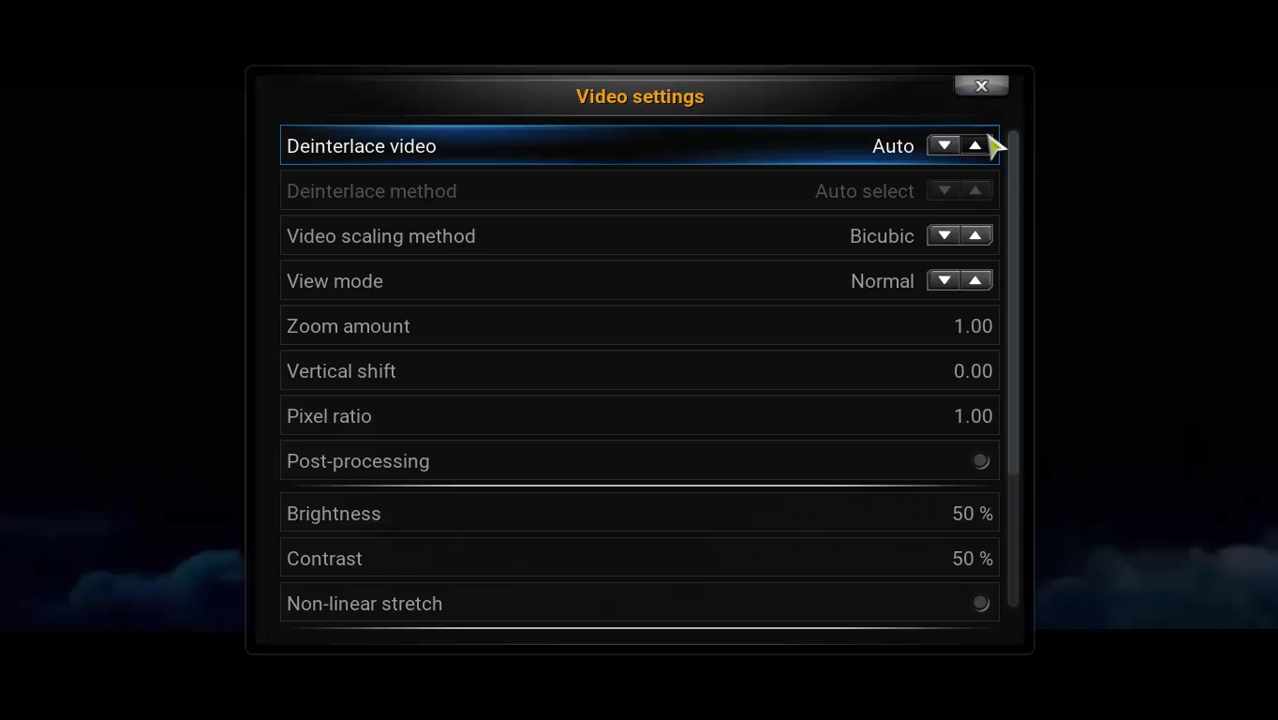 Video settings
Deinterlace video Auto
Deinterlace method Auto select
Video scaling method Bicubic
View mode Normal
Zoom amount 1.00
Vertical shift 0.00
Pixel ratio 1.00
Post-processing
Brightness 50 %
Contrast 50 %
Non-linear stretch